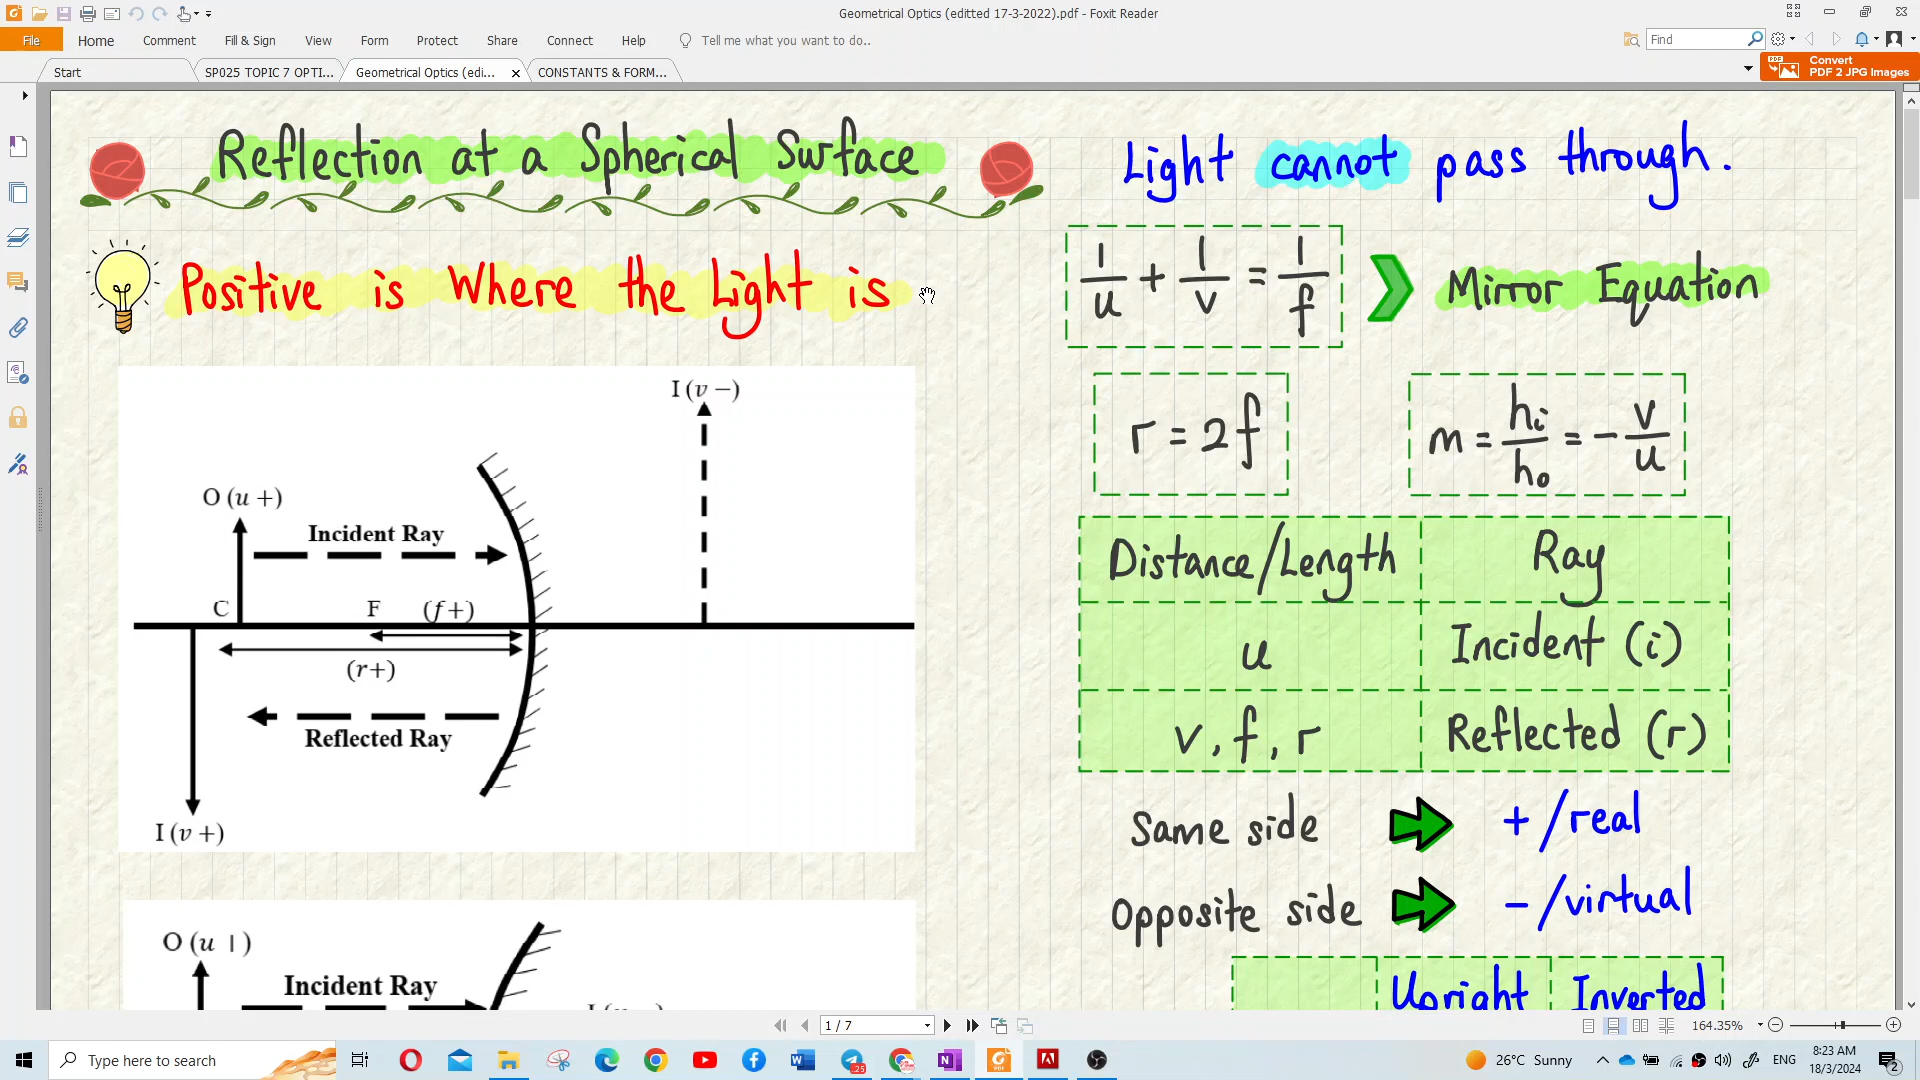 Geometrical Optics (editted 17-3-2022).pdf - Foxit Reader
File Home Comment Fill & Sign View Form Protect Share Connect Help Tell me what you want to do.. Find
Start SP025 TOPIC 7 OPTI... Geometrical Optics (edi... CONSTANTS & FORM...
Convert
PDF 2 JPG Images
Reflection at a Spherical Surface
Positive is Where the Light is
I (v −)
O (u +)
Incident Ray
C F (f+)
(r+)
Reflected Ray
I (v +)
O (u
Incident Ray
Light cannot pass through.
1/u + 1/v = 1/f Mirror Equation
r = 2f m = hi/ho = - v/u
Distance/Length Ray
u Incident (i)
v, f, r Reflected (r)
Same side + /real
Opposite side - /virtual
Upright Inverted
1 / 7 164.35%
Type here to search 25 26°C Sunny ENG 8:23 AM
18/3/2024 2